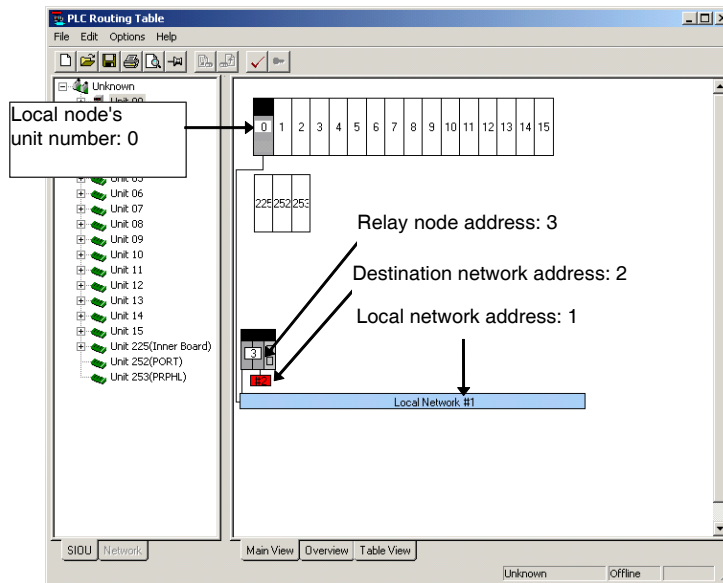 PLC Routing Table
File Edit Options Help
Unknown
Local node's
unit number: 0
Unit 06
Unit 07
Unit 08
Unit 09
Unit 10
Unit 11
Unit 12
Unit 13
Unit 14
Unit 15
Unit 225(Inner Board)
Unit 252(PORT)
Unit 253(PRPHL)
SIOU Network
0 1 2 3 4 5 6 7 8 9 10 11 12 13 14 15
225 252 253
Relay node address: 3
Destination network address: 2
Local network address: 1
3
#2
Local Network #1
Main View Overview Table View
Unknown Offline